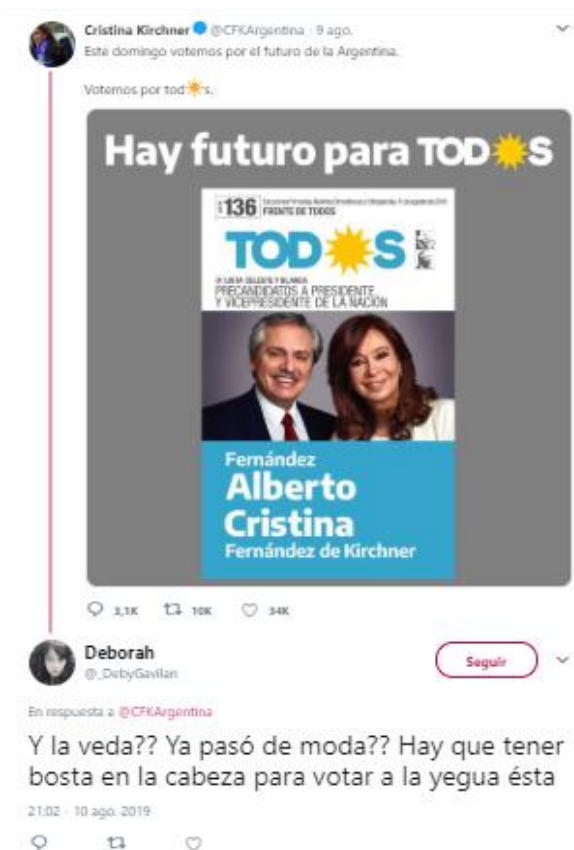 Cristina Kirchner @CFKArgentina · 9 ago.
Este domingo votemos por el futuro de la Argentina.
Votemos por tod☀s.
Hay futuro para TOD☀S
136
FRENTE DE TODOS
TOD☀S
PRECANDIDATOS A PRESIDENTE
Y VICEPRESIDENTE DE LA NACIÓN
Fernández
Alberto
Cristina
Fernández de Kirchner
3,1K 10K 34K
Deborah
@_DebyGavilan
Seguir
En respuesta a @CFKArgentina
Y la veda?? Ya pasó de moda?? Hay que tener
bosta en la cabeza para votar a la yegua ésta
21:02 - 10 ago. 2019